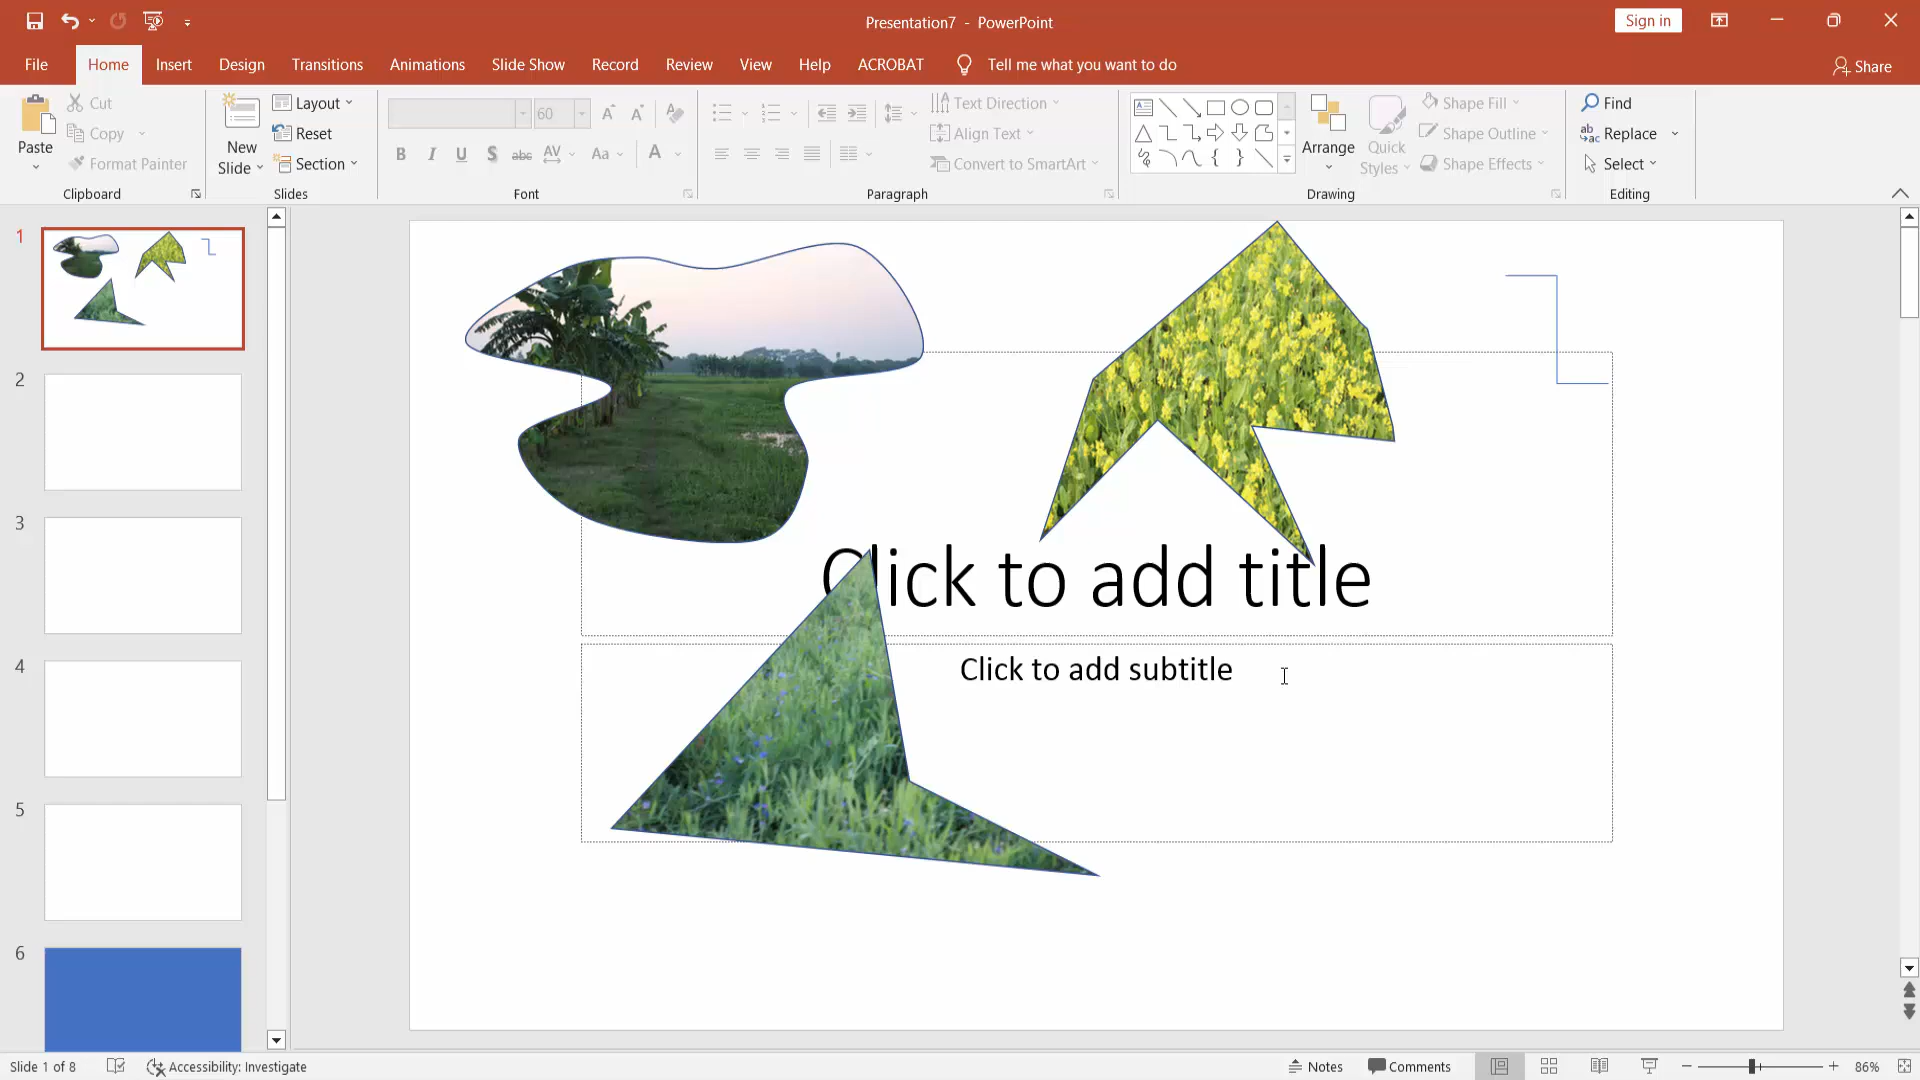 Presentation7 - PowerPoint
Sign in
File Home Insert Design Transitions Animations Slide Show Record Review View Help ACROBAT Tell me what you want to do Share
Paste
Cut
Copy
Format Painter
Clipboard
New Slide
Layout
Reset
Section
Slides
60
B I U S abc AV Aa A
Font
Text Direction
Align Text
Convert to SmartArt
Paragraph
Arrange
Quick Styles
Shape Fill
Shape Outline
Shape Effects
Drawing
Find
Replace
Select
Editing
1
2
3
4
5
6
Click to add title
Click to add subtitle
Slide 1 of 8
Accessibility: Investigate
Notes
Comments
86%